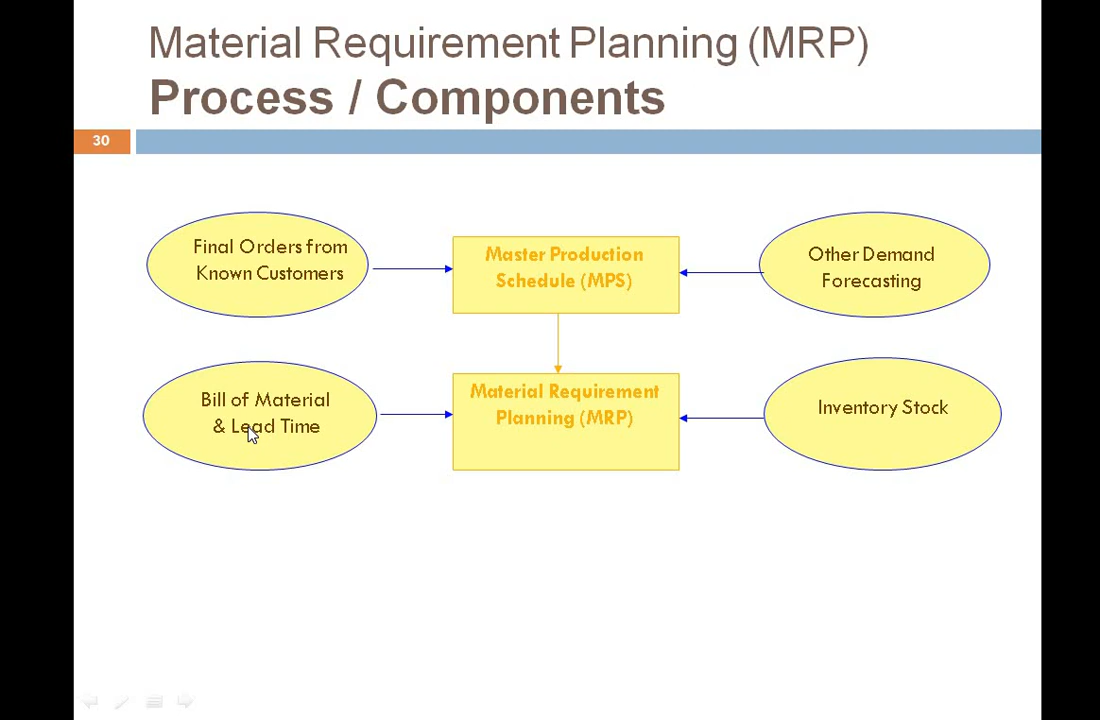 Material Requirement Planning (MRP)
Process / Components
30
Final Orders from
Known Customers
Master Production
Schedule (MPS)
Other Demand
Forecasting
Bill of Material
& Lead Time
Material Requirement
Planning (MRP)
Inventory Stock